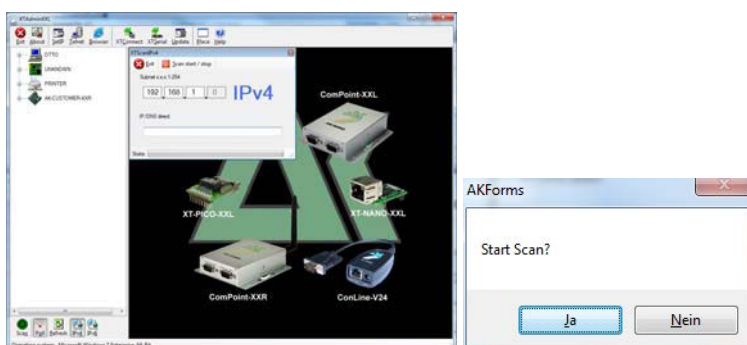 XTAdminXXL
Exit About SetIP Telnet Browser XTConnect XTSerial Update Place Help
OTTO
UNKNOWN
PRINTER
AK-CUSTOMER-XXR
XTScanIPv4
Exit Scan start / stop
Subnet x.x.x.1-254
192 . 168 . 1 . 0 IPv4
IP/DNS direct:
State:
ComPoint-XXL
XT-PICO-XXL
XT-NANO-XXL
ComPoint-XXR
ConLine-V24
Scan Refresh IPv4 IPv6
AKForms
Start Scan?
Ja
Nein